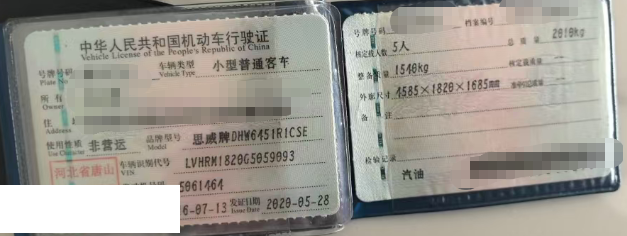 中华人民共和国机动车行驶证
Vehicle License of the People's Republic of China
号牌号码
Plate No.
车辆类型
Vehicle Type
小型普通客车
所有
Owner
住
使用性质
Use Character
非营运
品牌型号
Model
思威牌DHW6451R1CSE
河北省唐山
车辆识别代号
VIN
LVHRM1820G5059093
5061464
6-07-13
发证日期
Issue Date
2020-05-28
号牌号码
档案编号
核定载人数
5人
总质量
2010kg
整备质量
1540kg
核定载质量
外廓尺寸
4585×1820×1685mm
备注
检验记录
汽油